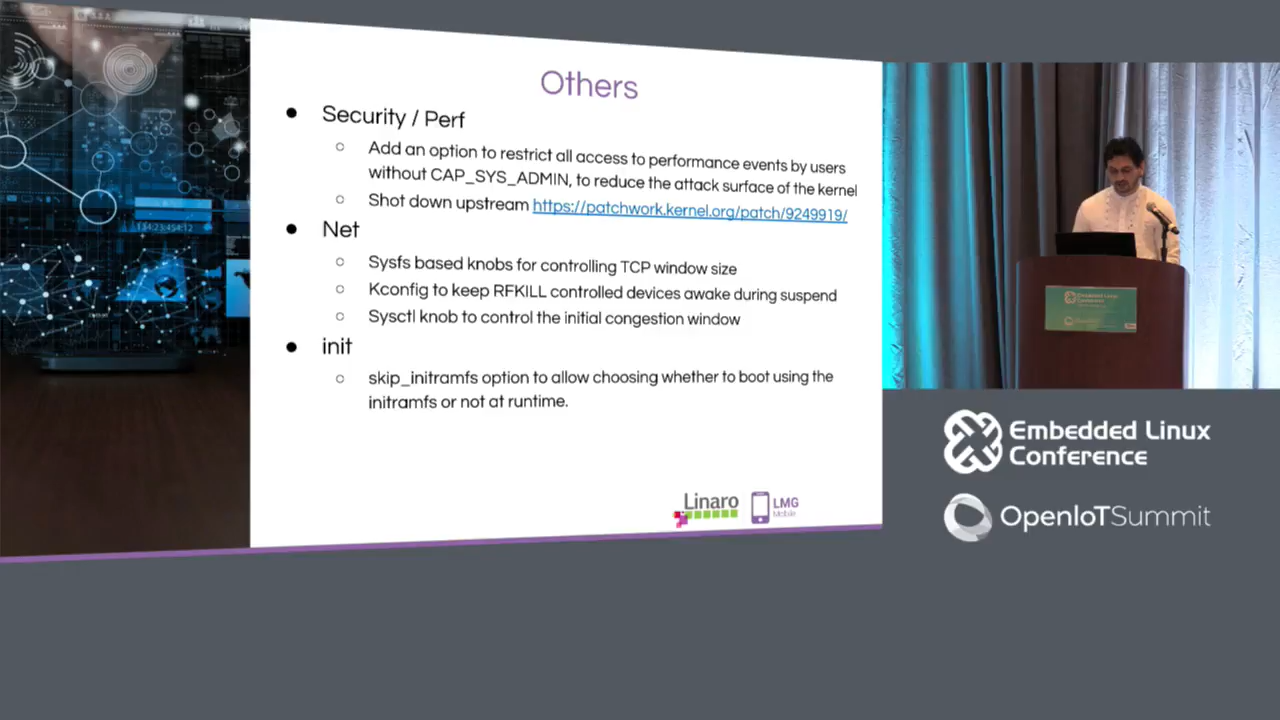 Others
● Security / Perf
○ Add an option to restrict all access to performance events by users
without CAP_SYS_ADMIN, to reduce the attack surface of the kernel
○ Shot down upstream https://patchwork.kernel.org/patch/9249919/
● Net
○ Sysfs based knobs for controlling TCP window size
○ Kconfig to keep RFKILL controlled devices awake during suspend
○ Sysctl knob to control the initial congestion window
● init
○ skip_initramfs option to allow choosing whether to boot using the
initramfs or not at runtime.
Linaro
LMG
Mobile
Embedded Linux
Conference
Embedded Linux
Conference
OpenIoTSummit